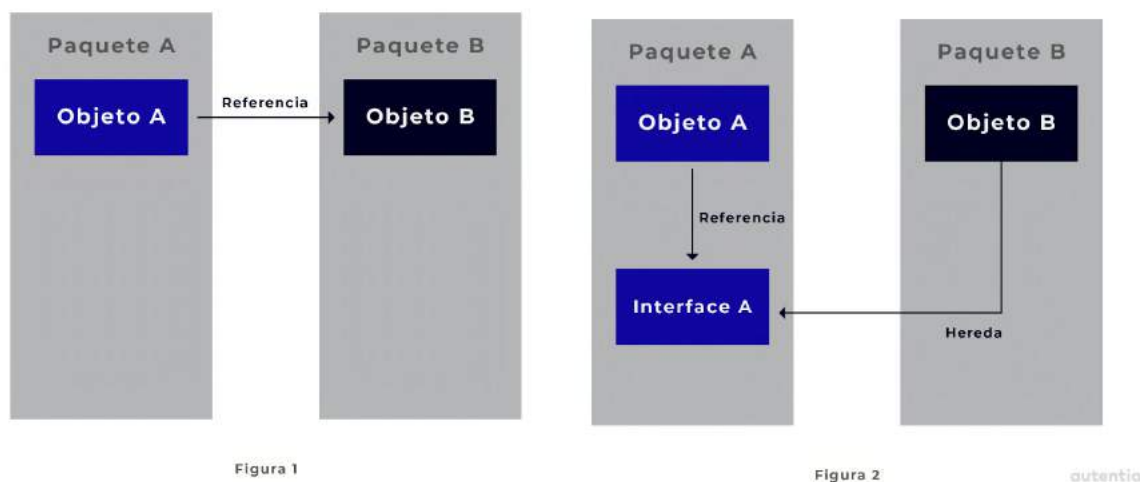 Paquete A
Paquete B
Objeto A
Referencia
Objeto B
Figura 1
Paquete A
Paquete B
Objeto A
Objeto B
Referencia
Interface A
Hereda
Figura 2
autentia